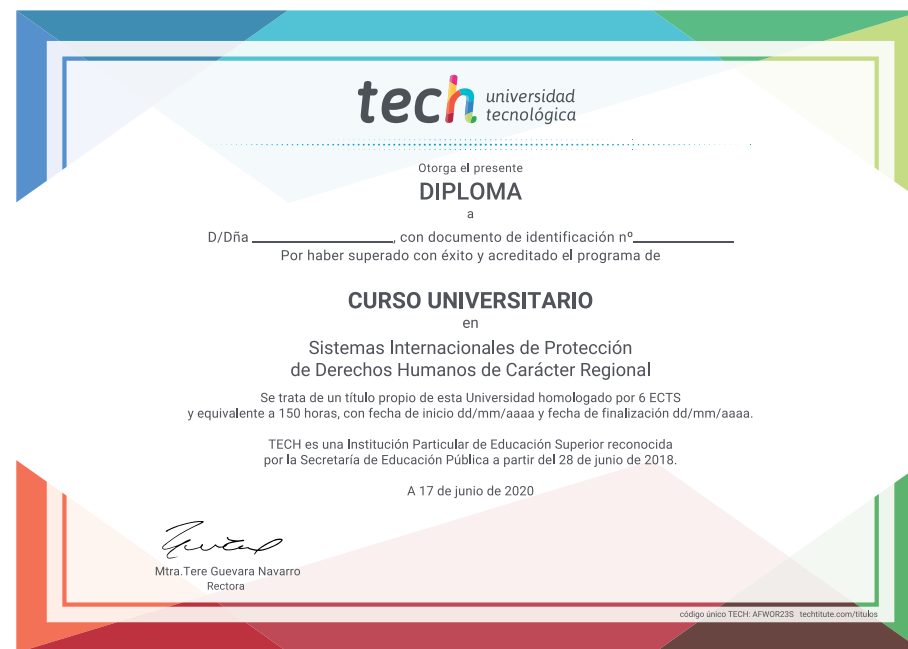 tech universidad
tecnológica
Otorga el presente
DIPLOMA
a
D/Dña ______________, con documento de identificación nº__________
Por haber superado con éxito y acreditado el programa de
CURSO UNIVERSITARIO
en
Sistemas Internacionales de Protección
de Derechos Humanos de Carácter Regional
Se trata de un título propio de esta Universidad homologado por 6 ECTS
y equivalente a 150 horas, con fecha de inicio dd/mm/aaaa y fecha de finalización dd/mm/aaaa.
TECH es una Institución Particular de Educación Superior reconocida
por la Secretaría de Educación Pública a partir del 28 de junio de 2018.
A 17 de junio de 2020
Mtra.Tere Guevara Navarro
Rectora
código único TECH: AFWOR23S techtitute.com/titulos